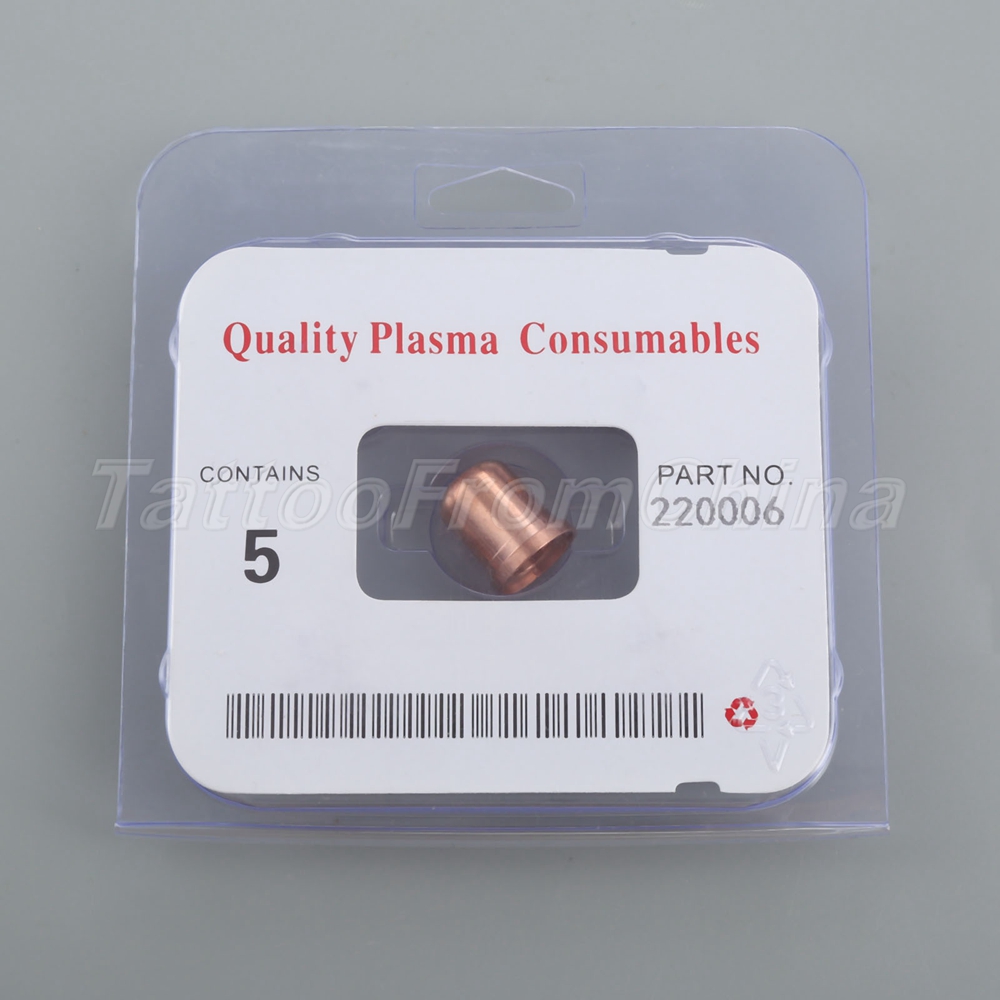 Quality Plasma Consumables
CONTAINS
5
PART NO.
220006
TattooFromChina